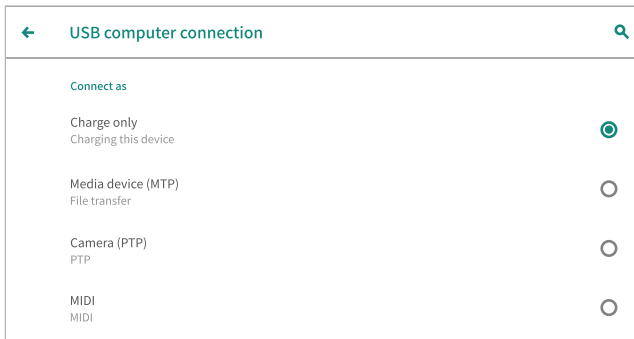 USB computer connection
Connect as
Charge only
Charging this device
Media device (MTP)
File transfer
Camera (PTP)
PTP
MIDI
MIDI